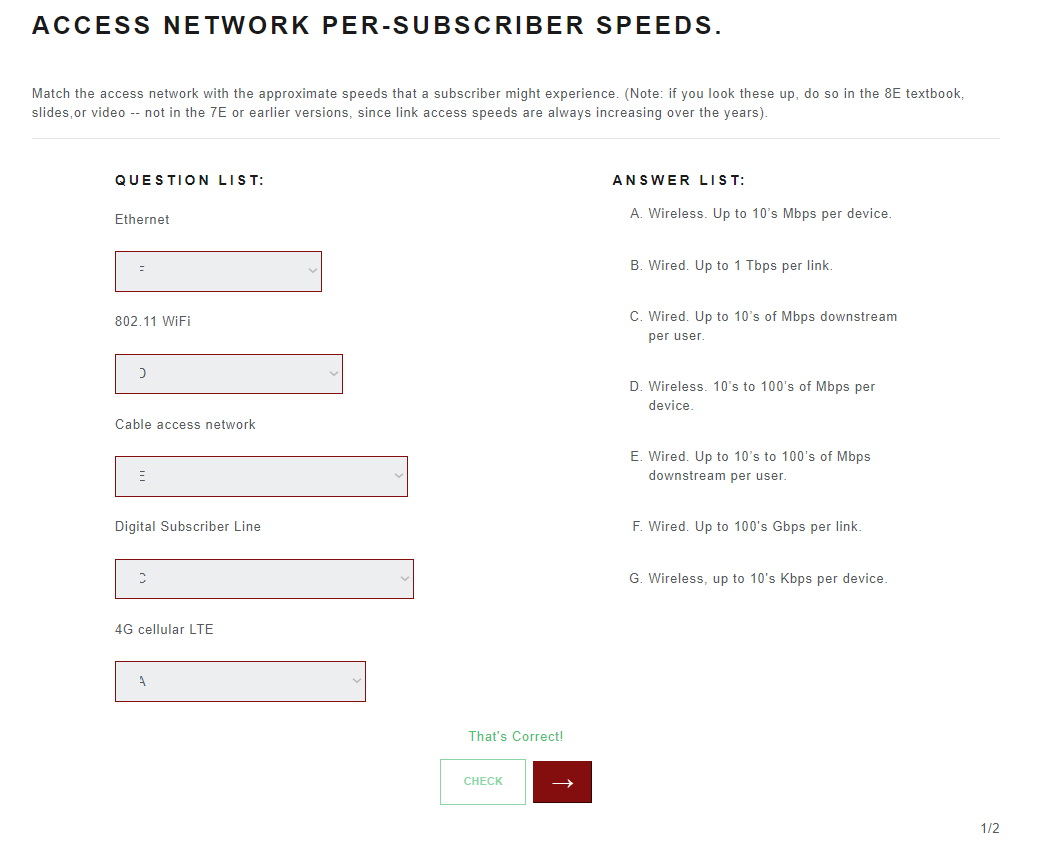 ACCESS NETWORK PER-SUBSCRIBER SPEEDS.
Match the access network with the approximate speeds that a subscriber might experience. (Note: if you look these up, do so in the 8E textbook,
slides,or video -- not in the 7E or earlier versions, since link access speeds are always increasing over the years).
QUESTION LIST:
Ethernet
F
802.11 WiFi
D
Cable access network
E
Digital Subscriber Line
C
4G cellular LTE
A
ANSWER LIST:
A. Wireless. Up to 10's Mbps per device.
B. Wired. Up to 1 Tbps per link.
C. Wired. Up to 10's of Mbps downstream
per user.
D. Wireless. 10's to 100's of Mbps per
device.
E. Wired. Up to 10's to 100's of Mbps
downstream per user.
F. Wired. Up to 100's Gbps per link.
G. Wireless, up to 10's Kbps per device.
That's Correct!
CHECK →
1/2